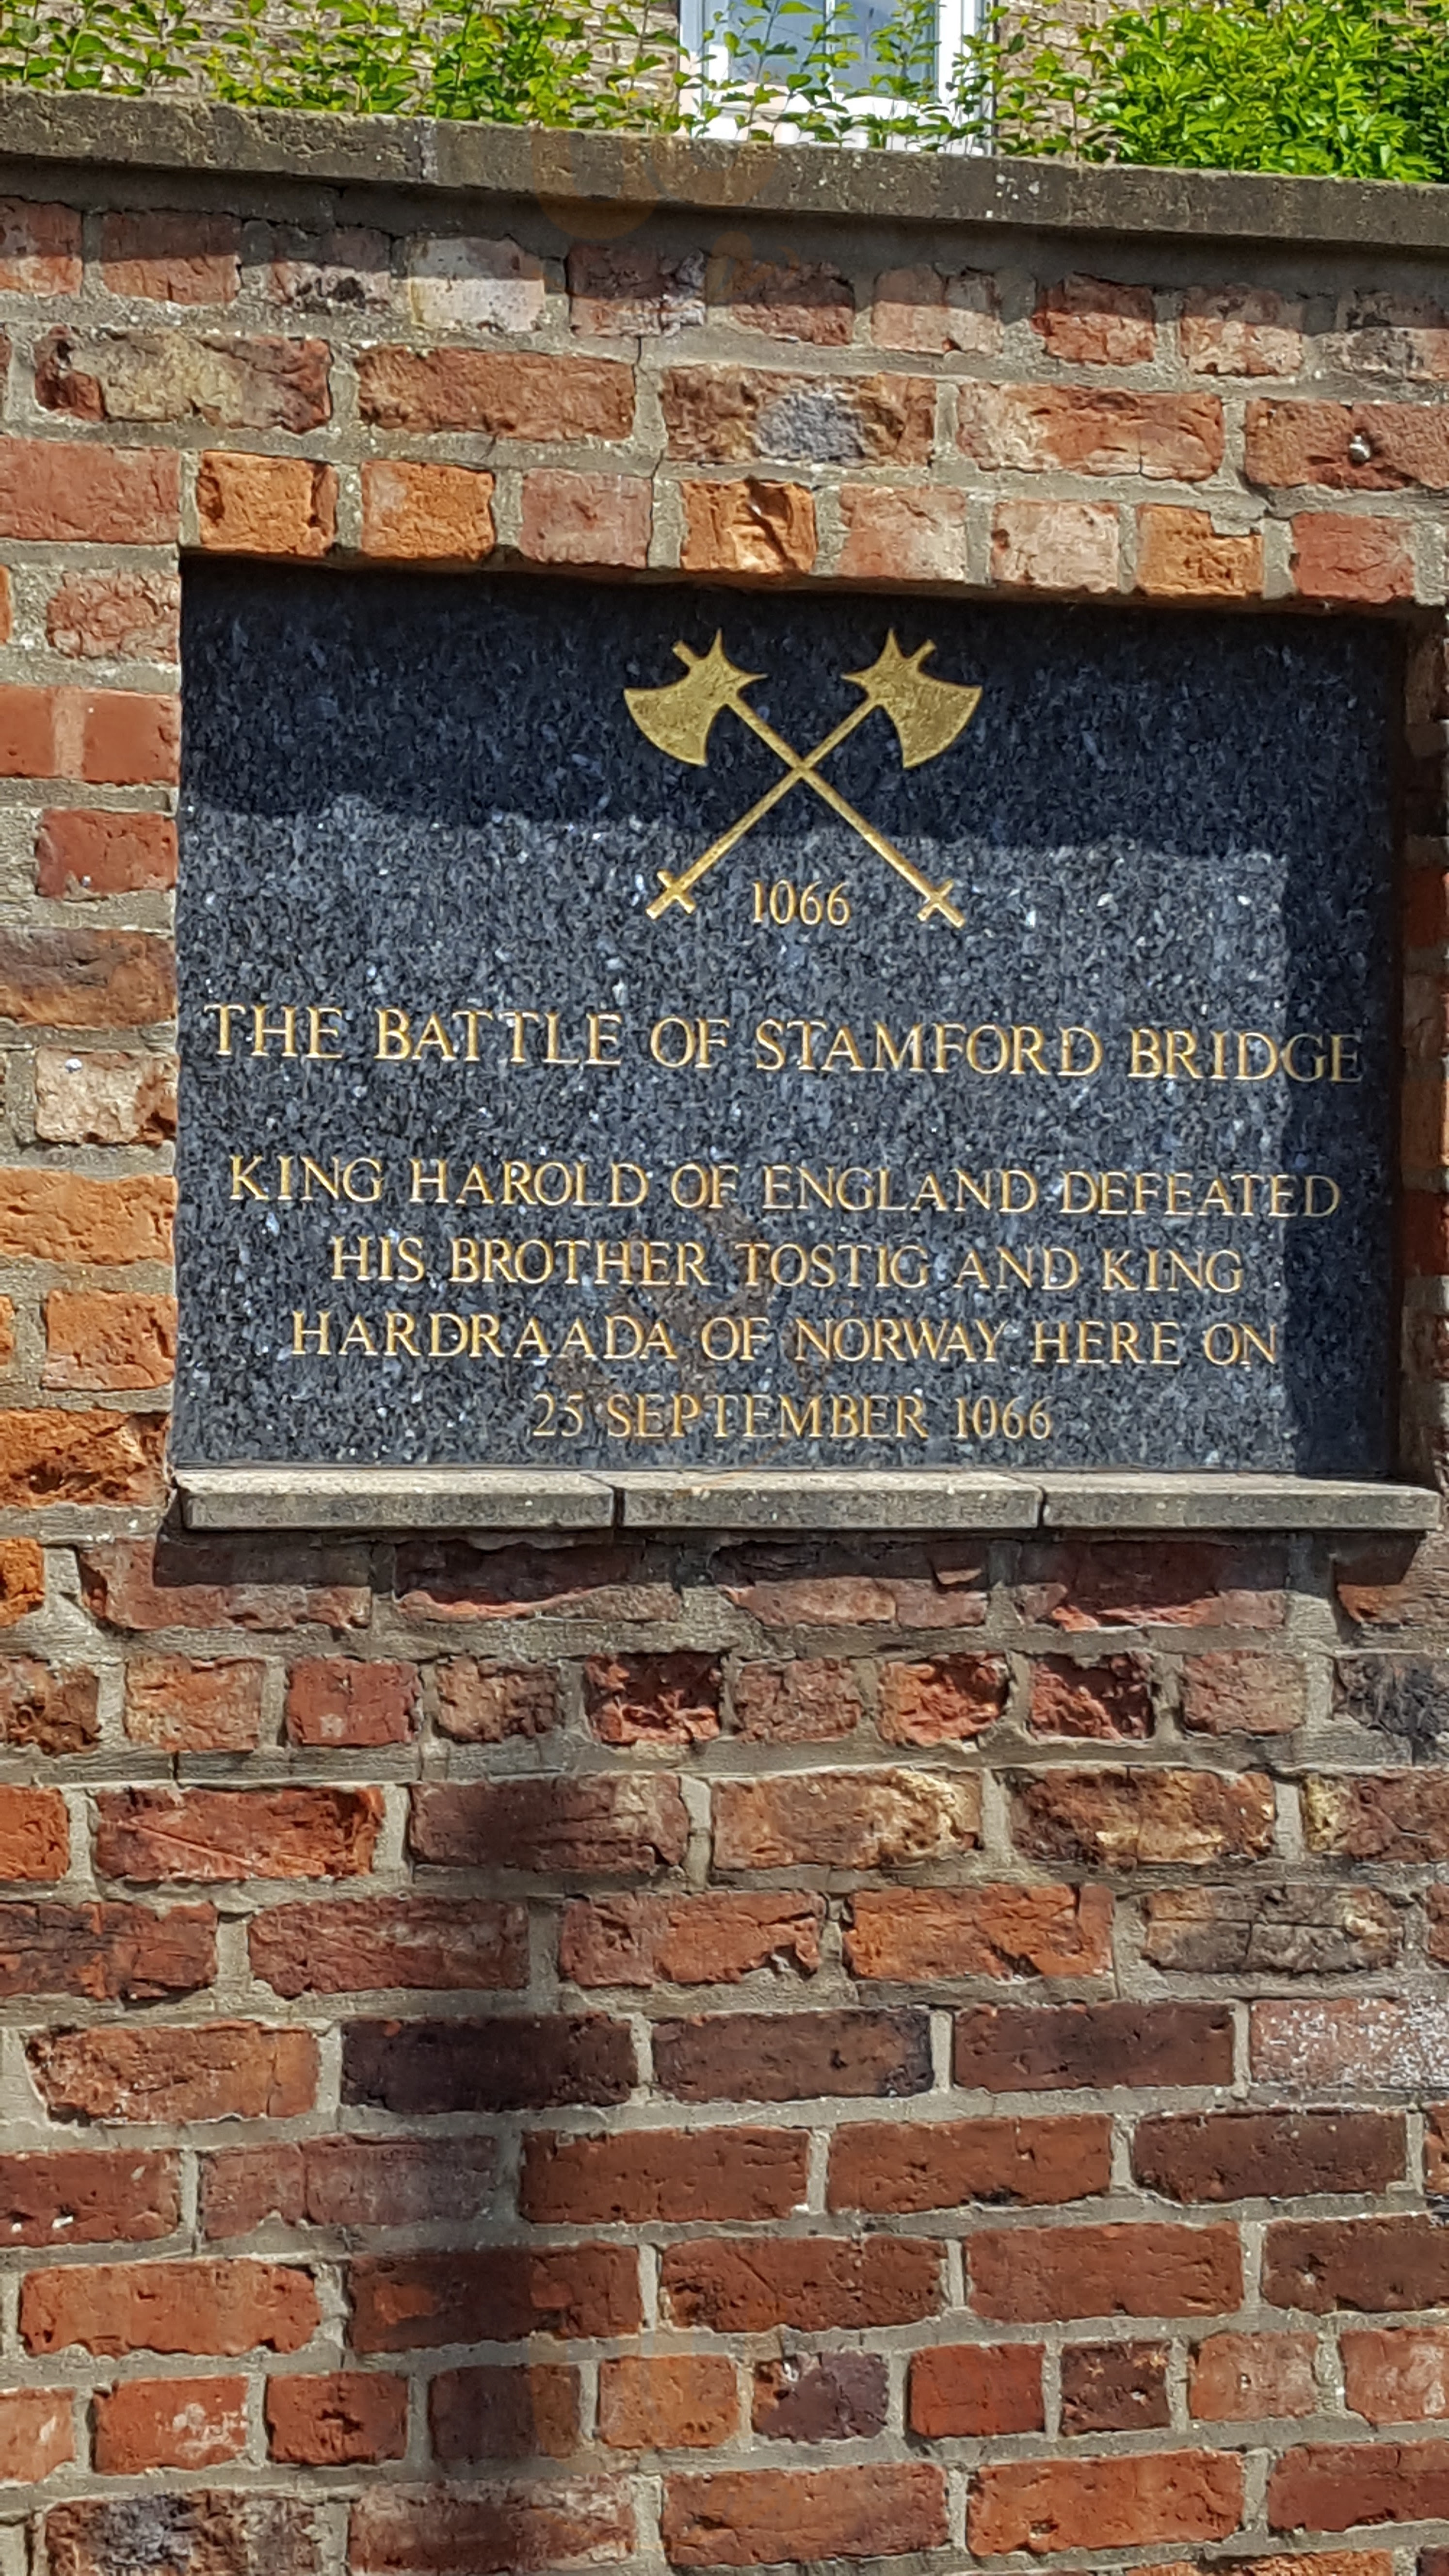 1066
THE BATTLE OF STAMFORD BRIDGE
KING HAROLD OF ENGLAND DEFEATED
HIS BROTHER TOSTIG AND KING
HARDRAADA OF NORWAY HERE ON
25 SEPTEMBER 1066